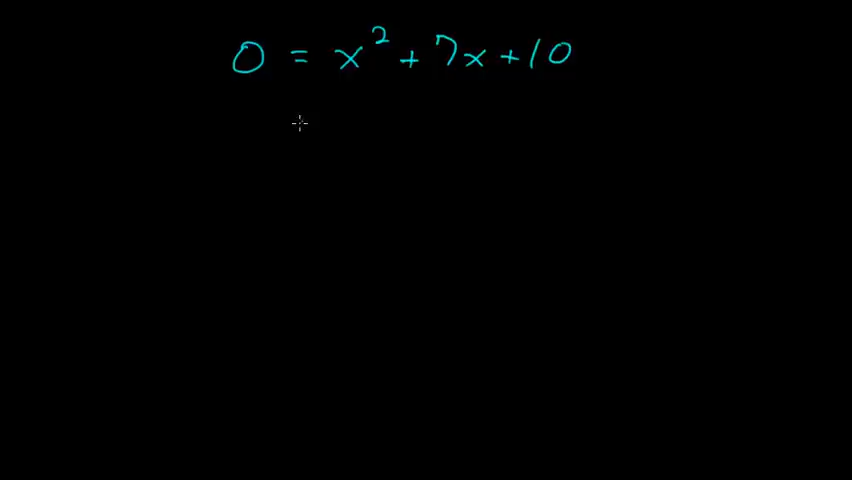 0 = x² + 7x + 10